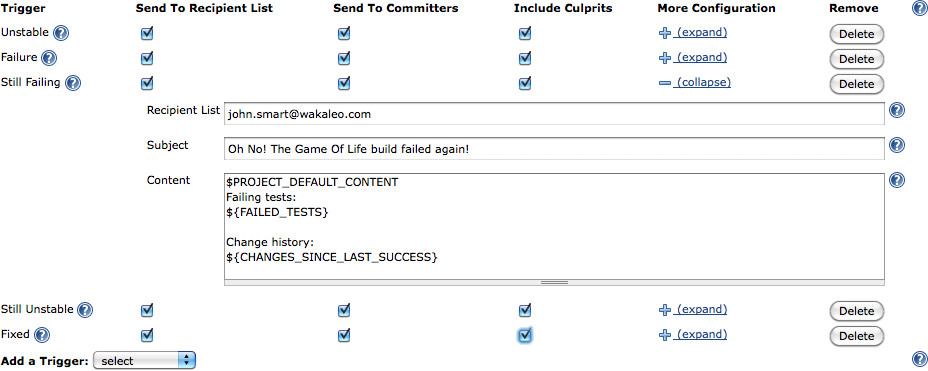 Trigger Send To Recipient List Send To Committers Include Culprits More Configuration Remove ?
Unstable ? (expand) Delete
Failure ? (expand) Delete
Still Failing ? (collapse) Delete
Recipient List john.smart@wakaleo.com ?
Subject Oh No! The Game Of Life build failed again! ?
Content $PROJECT_DEFAULT_CONTENT ?
Failing tests:
${FAILED_TESTS}
Change history:
${CHANGES_SINCE_LAST_SUCCESS}
Still Unstable ? (expand) Delete
Fixed ? (expand) Delete
Add a Trigger: select ?